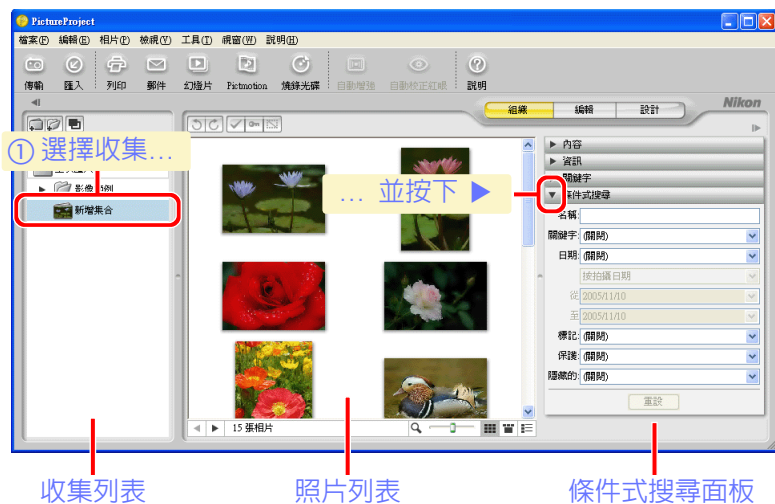 PictureProject
檔案(F) 編輯(E) 相片(P) 檢視(V) 工具(T) 視窗(W) 說明(H)
傳輸 匯入 列印 郵件 幻燈片 Pictmotion 燒錄光碟 自動增強 自動校正紅眼 說明
組織 編輯 設計 Nikon
① 選擇收集…
… 並按下 ▶
新增集合
內容
資訊
關鍵字
條件式搜尋
名稱:
關鍵字: (關閉)
日期: (關閉)
按拍攝日期
從 2005/11/10
至 2005/11/10
標記: (關閉)
保護: (關閉)
隱藏的: (關閉)
重設
15 張相片
收集列表 照片列表 條件式搜尋面板